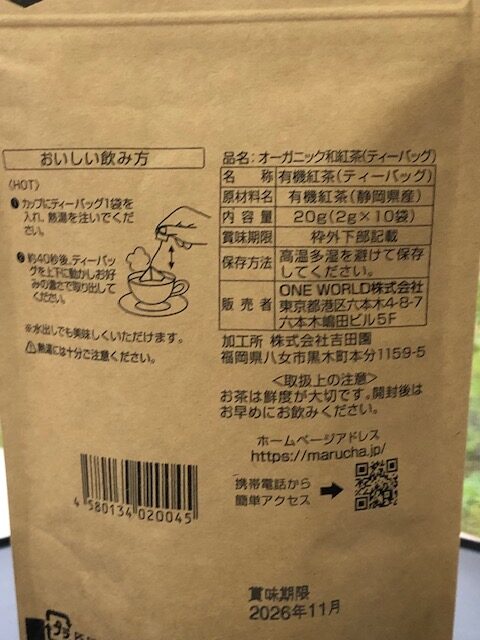 おいしい飲み方
〈HOT〉
❶カップにティーバッグ1袋を
入れ、熱湯を注いでくだ
さい。
❷約40秒後、ティーバッ
グを上下に動かしお好
みの濃さで取り出して
ください。
※水出しでも美味しくいただけます。
⚠熱湯には十分ご注意ください。
品名:オーガニック和紅茶(ティーバッグ)
名 称 有機紅茶(ティーバッグ)
原材料名 有機紅茶(静岡県産)
内 容 量 20g(2g×10袋)
賞味期限 枠外下部記載
保存方法 高温多湿を避けて保存
してください。
販 売 者 ONE WORLD株式会社
東京都港区六本木4-8-7
六本木嶋田ビル5F
加工所 株式会社吉田園
福岡県八女市黒木町本分1159-5
<取扱上の注意>
お茶は鮮度が大切です。開封後は
お早めにお飲みください。
ホームページアドレス
https://marucha.jp/
携帯電話から
簡単アクセス
4 580134 020045
賞味期限
2026年11月